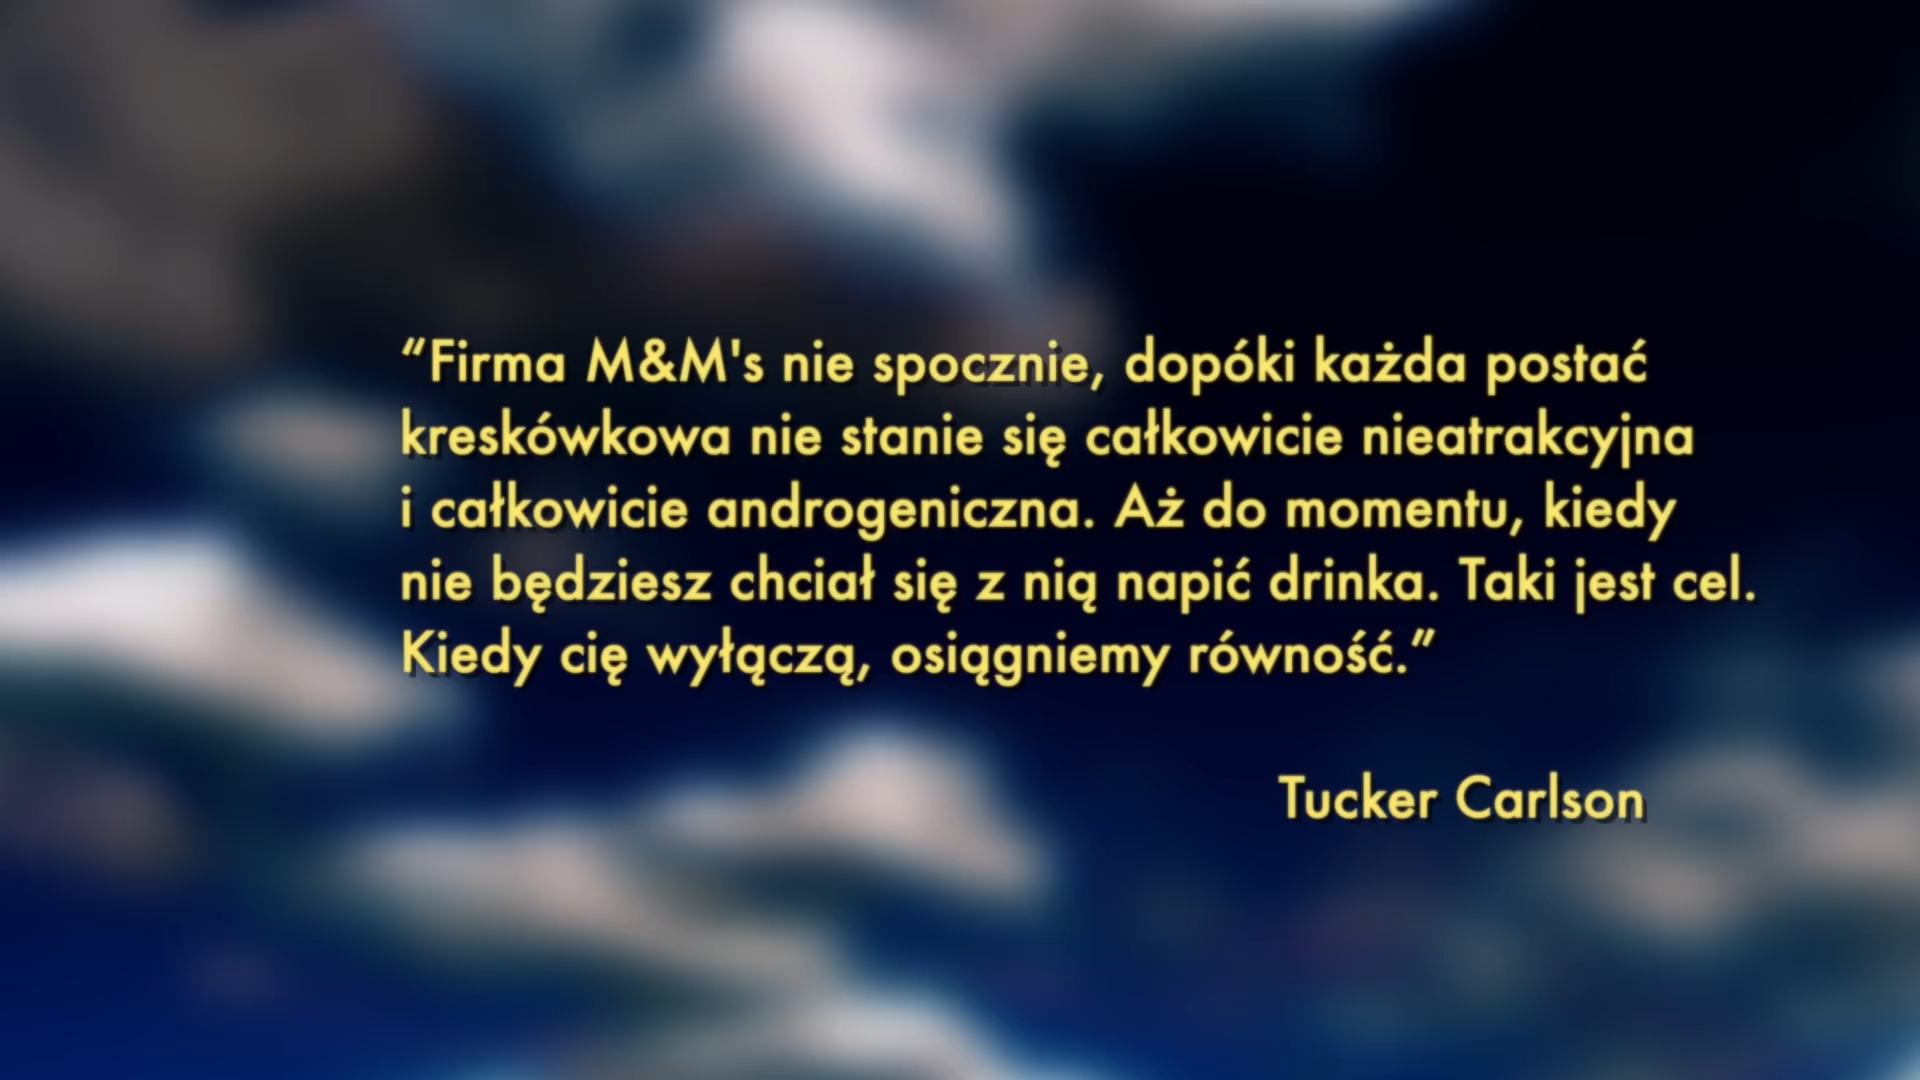 “Firma M&M's nie spocznie, dopóki każda postać
kreskówkowa nie stanie się całkowicie nieatrakcyjna
i całkowicie androgeniczna. Aż do momentu, kiedy
nie będziesz chciał się z nią napić drinka. Taki jest cel.
Kiedy cię wyłączą, osiągniemy równość.”
Tucker Carlson